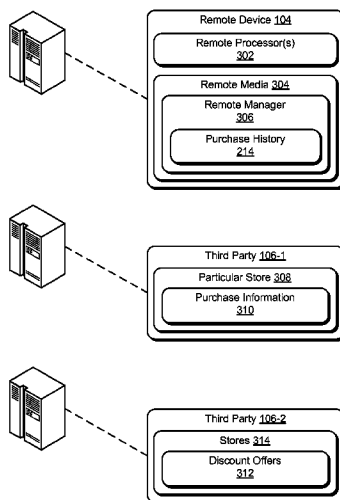 Remote Device 104
Remote Processor(s)
302
Remote Media 304
Remote Manager
306
Purchase History
214
Third Party 106-1
Particular Store 308
Purchase Information
310
Third Party 106-2
Stores 314
Discount Offers
312